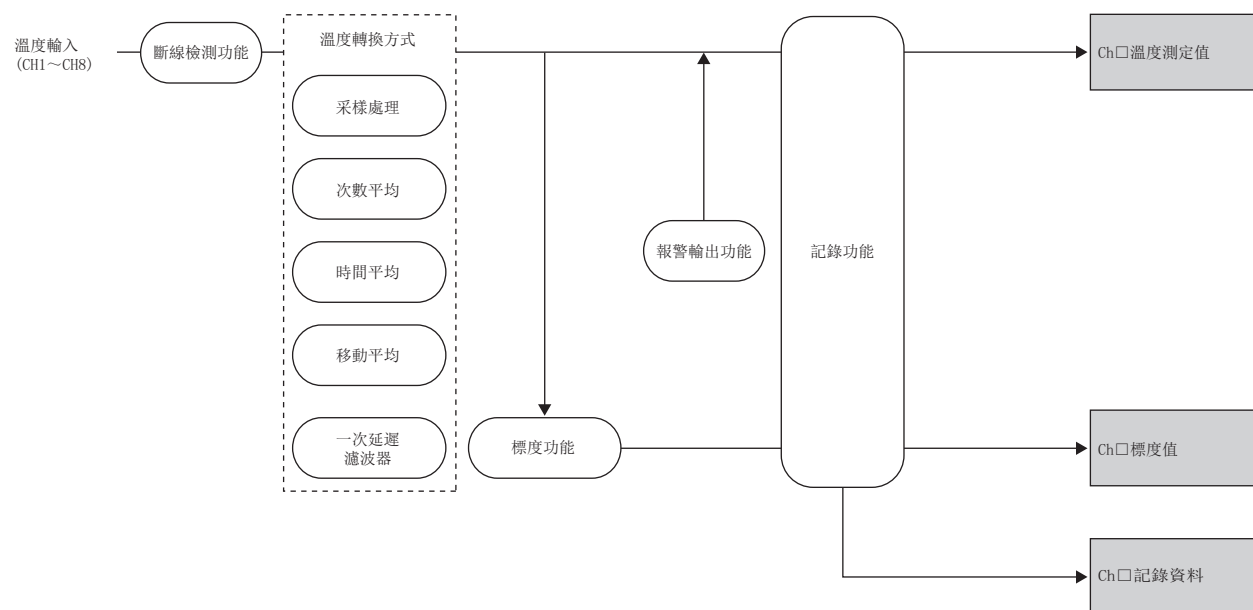 溫度輸入
(CH1～CH8)
斷線檢測功能
溫度轉換方式
采樣處理
次數平均
時間平均
移動平均
一次延遲
濾波器
標度功能
報警輸出功能
記錄功能
Ch□溫度測定值
Ch□標度值
Ch□記錄資料